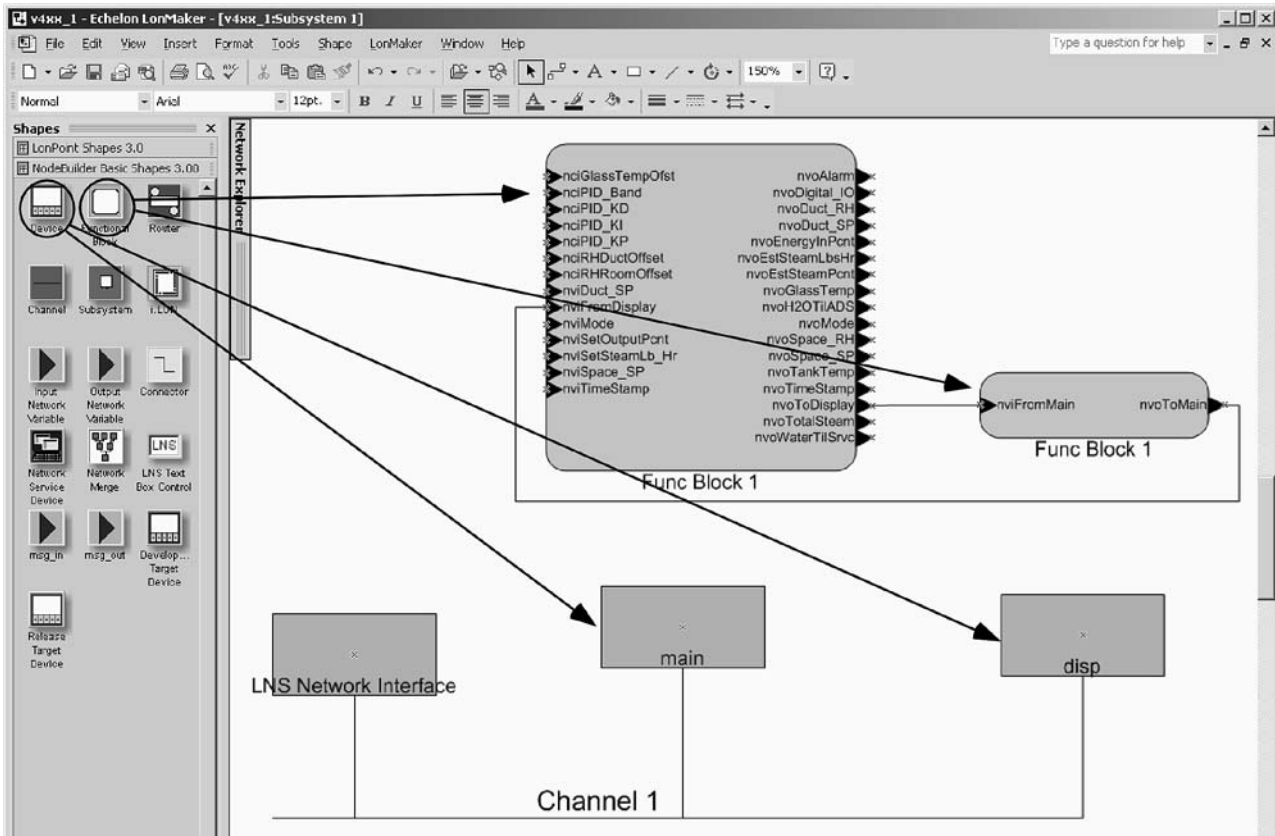 v4xx_1 - Echelon LonMaker - [v4xx_1:Subsystem 1]
File Edit View Insert Format Tools Shape LonMaker Window Help
Type a question for help
150%
Normal
Arial
12pt.
B I U
Shapes
LonPoint Shapes 3.0
NodeBuilder Basic Shapes 3.00
Device
Functional
Block
Router
Channel
Subsystem
i.LON
Input
Network
Variable
Output
Network
Variable
Connector
Network
Service
Device
Network
Merge
LNS
LNS Text
Box Control
msg_in
msg_out
Develop...
Target
Device
Release
Target
Device
Network Explorer
nciGlassTempOfst
nciPID_Band
nciPID_KD
nciPID_KI
nciPID_KP
nciRHDuctOffset
nciRHRoomOffset
nviDuct_SP
nviFromDisplay
nviMode
nviSetOutputPcnt
nviSetSteamLb_Hr
nviSpace_SP
nviTimeStamp
nvoAlarm
nvoDigital_IO
nvoDuct_RH
nvoDuct_SP
nvoEnergyInPcnt
nvoEstSteamLbsHr
nvoEstSteamPcnt
nvoGlassTemp
nvoH2OTilADS
nvoMode
nvoSpace_RH
nvoSpace_SP
nvoTankTemp
nvoTimeStamp
nvoToDisplay
nvoTotalSteam
nvoWaterTilSrvc
Func Block 1
nviFromMain nvoToMain
Func Block 1
LNS Network Interface
main
disp
Channel 1